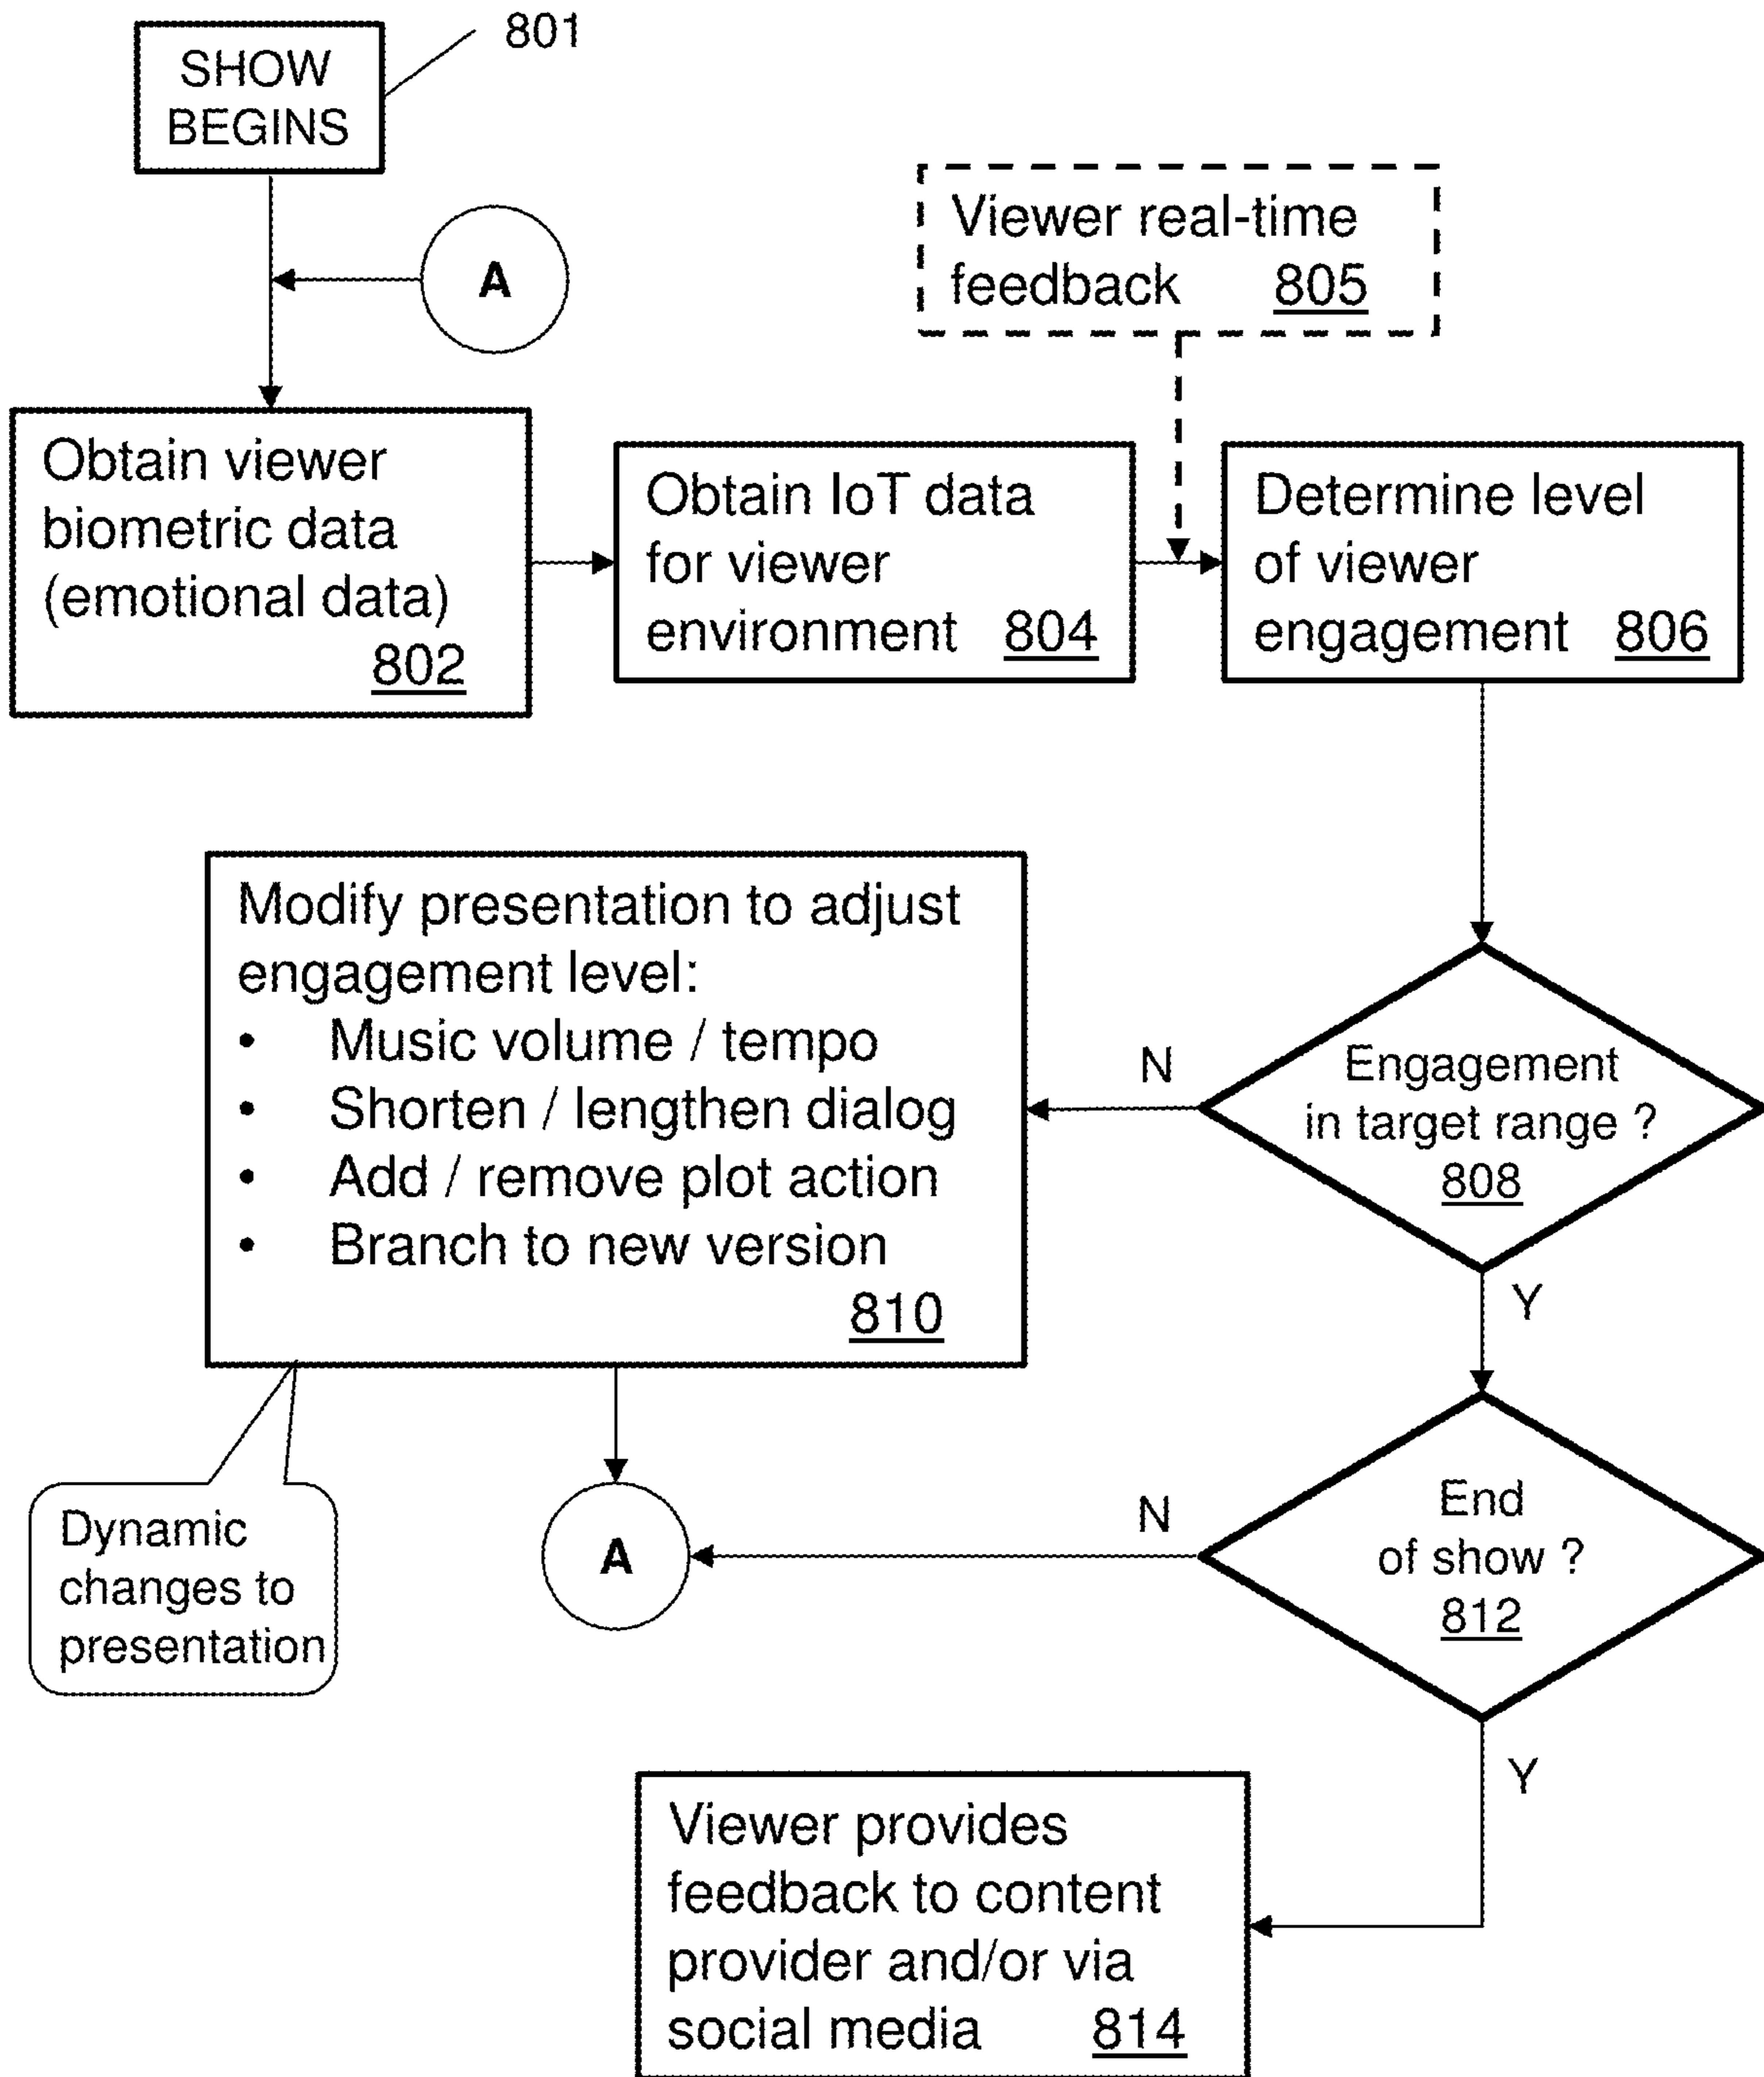 801
SHOW
BEGINS
A
Viewer real-time
feedback 805
Obtain viewer
biometric data
(emotional data)
802
Obtain IoT data
for viewer
environment 804
Determine level
of viewer
engagement 806
Modify presentation to adjust
engagement level:
• Music volume / tempo
• Shorten / lengthen dialog
• Add / remove plot action
• Branch to new version
810
N
Engagement
in target range ?
808
Y
Dynamic
changes to
presentation
A
N
End
of show ?
812
Y
Viewer provides
feedback to content
provider and/or via
social media 814